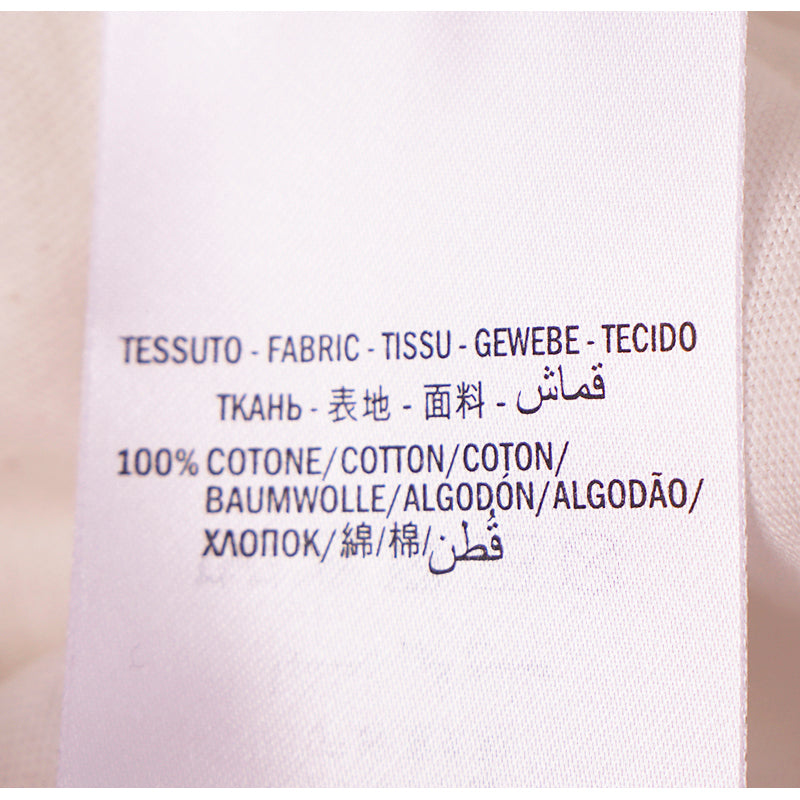 TESSUTO - FABRIC - TISSU - GEWEBE - TECIDO
ТКАНЬ - 表地 - 面料 - قماش
100% COTONE/COTTON/COTON/
BAUMWOLLE/ALGODÓN/ALGODÃO/
ХЛОПОК/綿/棉/قُطن